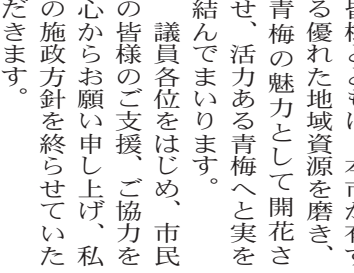 皆様とともに、本市が有す
る優れた地域資源を磨き、
青梅の魅力として開花さ
せ、活力ある青梅へと実を
結んでまいります。
　議員各位をはじめ、市民
の皆様のご支援、ご協力を
心からお願い申し上げ、私
の施政方針を終らせていた
だきます。